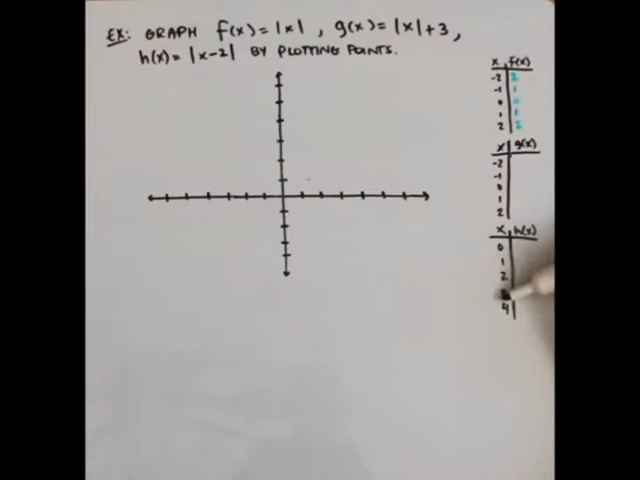 EX: GRAPH f(x) = |x| , g(x) = |x| + 3 ,
h(x) = |x - 2| BY PLOTTING POINTS.
x f(x)
-2 2
-1 1
0 0
1 1
2 2
x g(x)
-2
-1
0
1
2
x h(x)
0
1
2
4